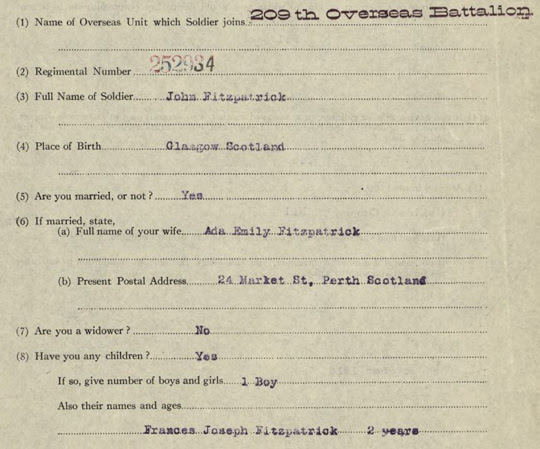 (1) Name of Overseas Unit which Soldier joins 209th Overseas Battalion.
(2) Regimental Number 252934
(3) Full Name of Soldier John Fitzpatrick
(4) Place of Birth Glasgow Scotland
(5) Are you married, or not? Yes
(6) If married, state,
(a) Full name of your wife Ada Emily Fitzpatrick
(b) Present Postal Address 24 Market St, Perth Scotland
(7) Are you a widower? No
(8) Have you any children? Yes
If so, give number of boys and girls 1 Boy
Also their names and ages
Frances Joseph Fitzpatrick 2 years